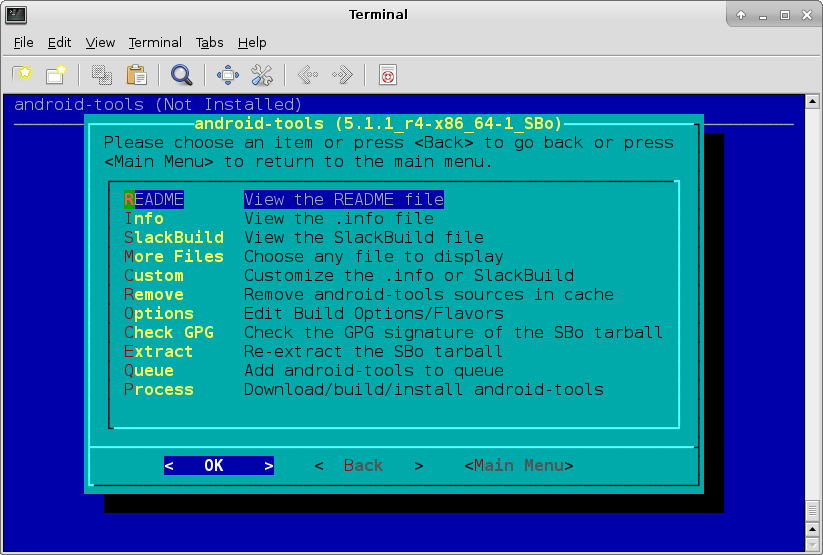 Terminal
File Edit View Terminal Tabs Help
android-tools (Not Installed)
android-tools (5.1.1_r4-x86_64-1_SBo)
Please choose an item or press <Back> to go back or press
<Main Menu> to return to the main menu.
README View the README file
Info View the .info file
SlackBuild View the SlackBuild file
More Files Choose any file to display
Custom Customize the .info or SlackBuild
Remove Remove android-tools sources in cache
Options Edit Build Options/Flavors
Check GPG Check the GPG signature of the SBo tarball
Extract Re-extract the SBo tarball
Queue Add android-tools to queue
Process Download/build/install android-tools
< OK > < Back > <Main Menu>